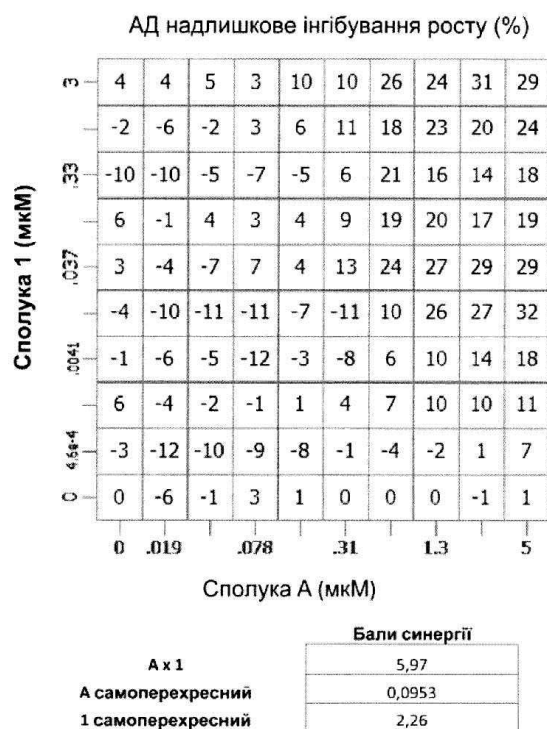 АД надлишкове інгібування росту (%)
Сполука 1 (мкМ)
3 4 4 5 3 10 10 26 24 31 29
-2 -6 -2 3 6 11 18 23 20 24
.33 -10 -10 -5 -7 -5 6 21 16 14 18
6 -1 4 3 4 9 19 20 17 19
.037 3 -4 -7 7 4 13 24 27 29 29
-4 -10 -11 -11 -7 -11 10 26 27 32
.0041 -1 -6 -5 -12 -3 -8 6 10 14 18
6 -4 -2 -1 1 4 7 10 10 11
4.6e-4 -3 -12 -10 -9 -8 -1 -4 -2 1 7
0 0 -6 -1 3 1 0 0 0 -1 1
0 .019 .078 .31 1.3 5
Сполука А (мкМ)
Бали синергії
А х 1 5,97
А самоперехресний 0,0953
1 самоперехресний 2,26